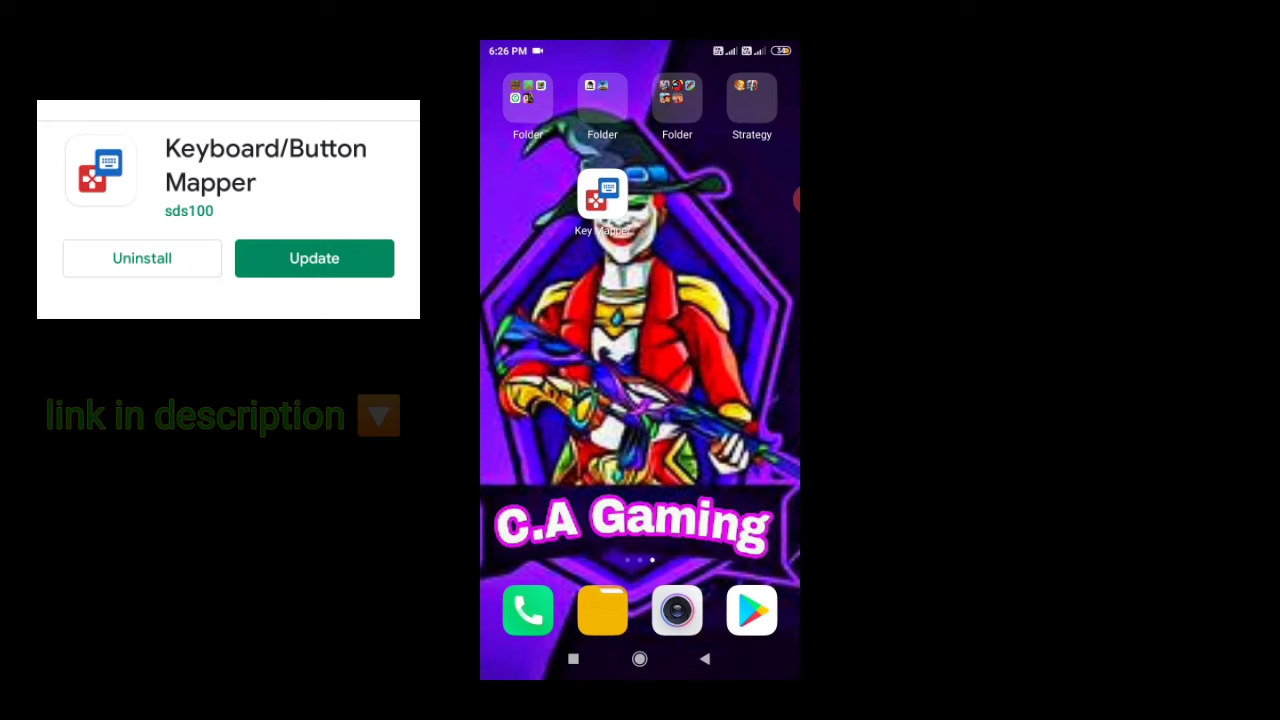 Keyboard/Button
Mapper
sds100
Uninstall
Update
link in description
6:26 PM
34
Folder
Folder
Folder
Strategy
Key Mapper
C.A Gaming